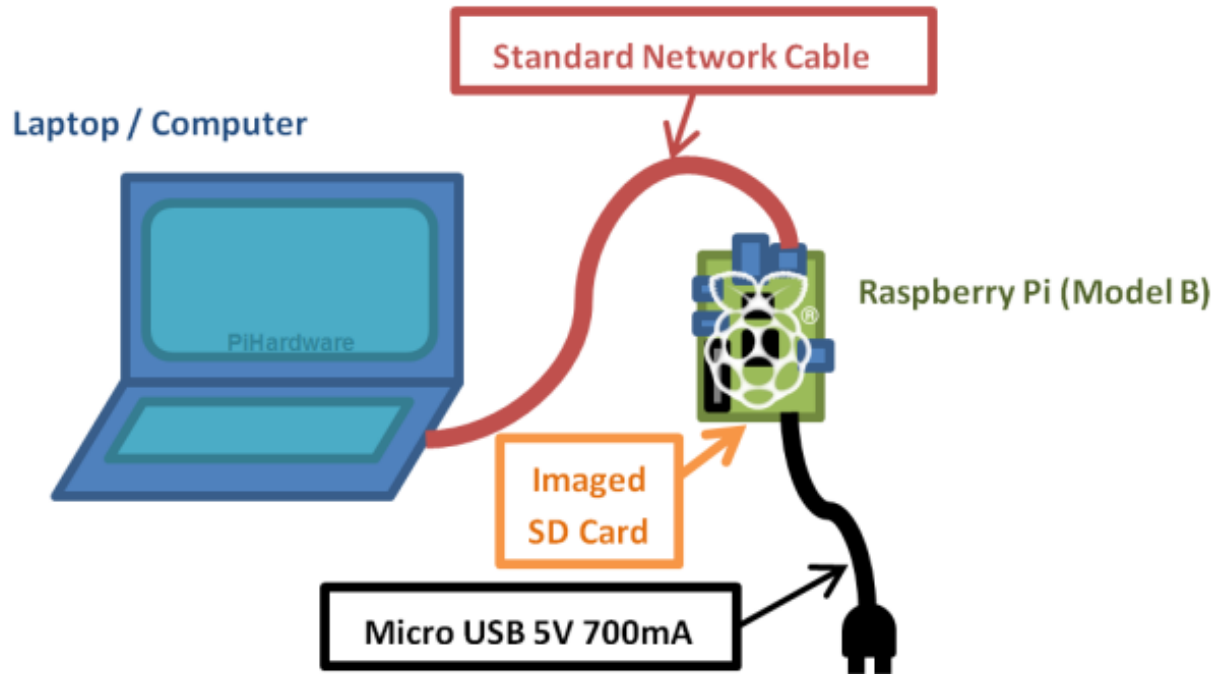 Standard Network Cable
Laptop / Computer
PiHardware
Raspberry Pi (Model B)
®
Imaged
SD Card
Micro USB 5V 700mA